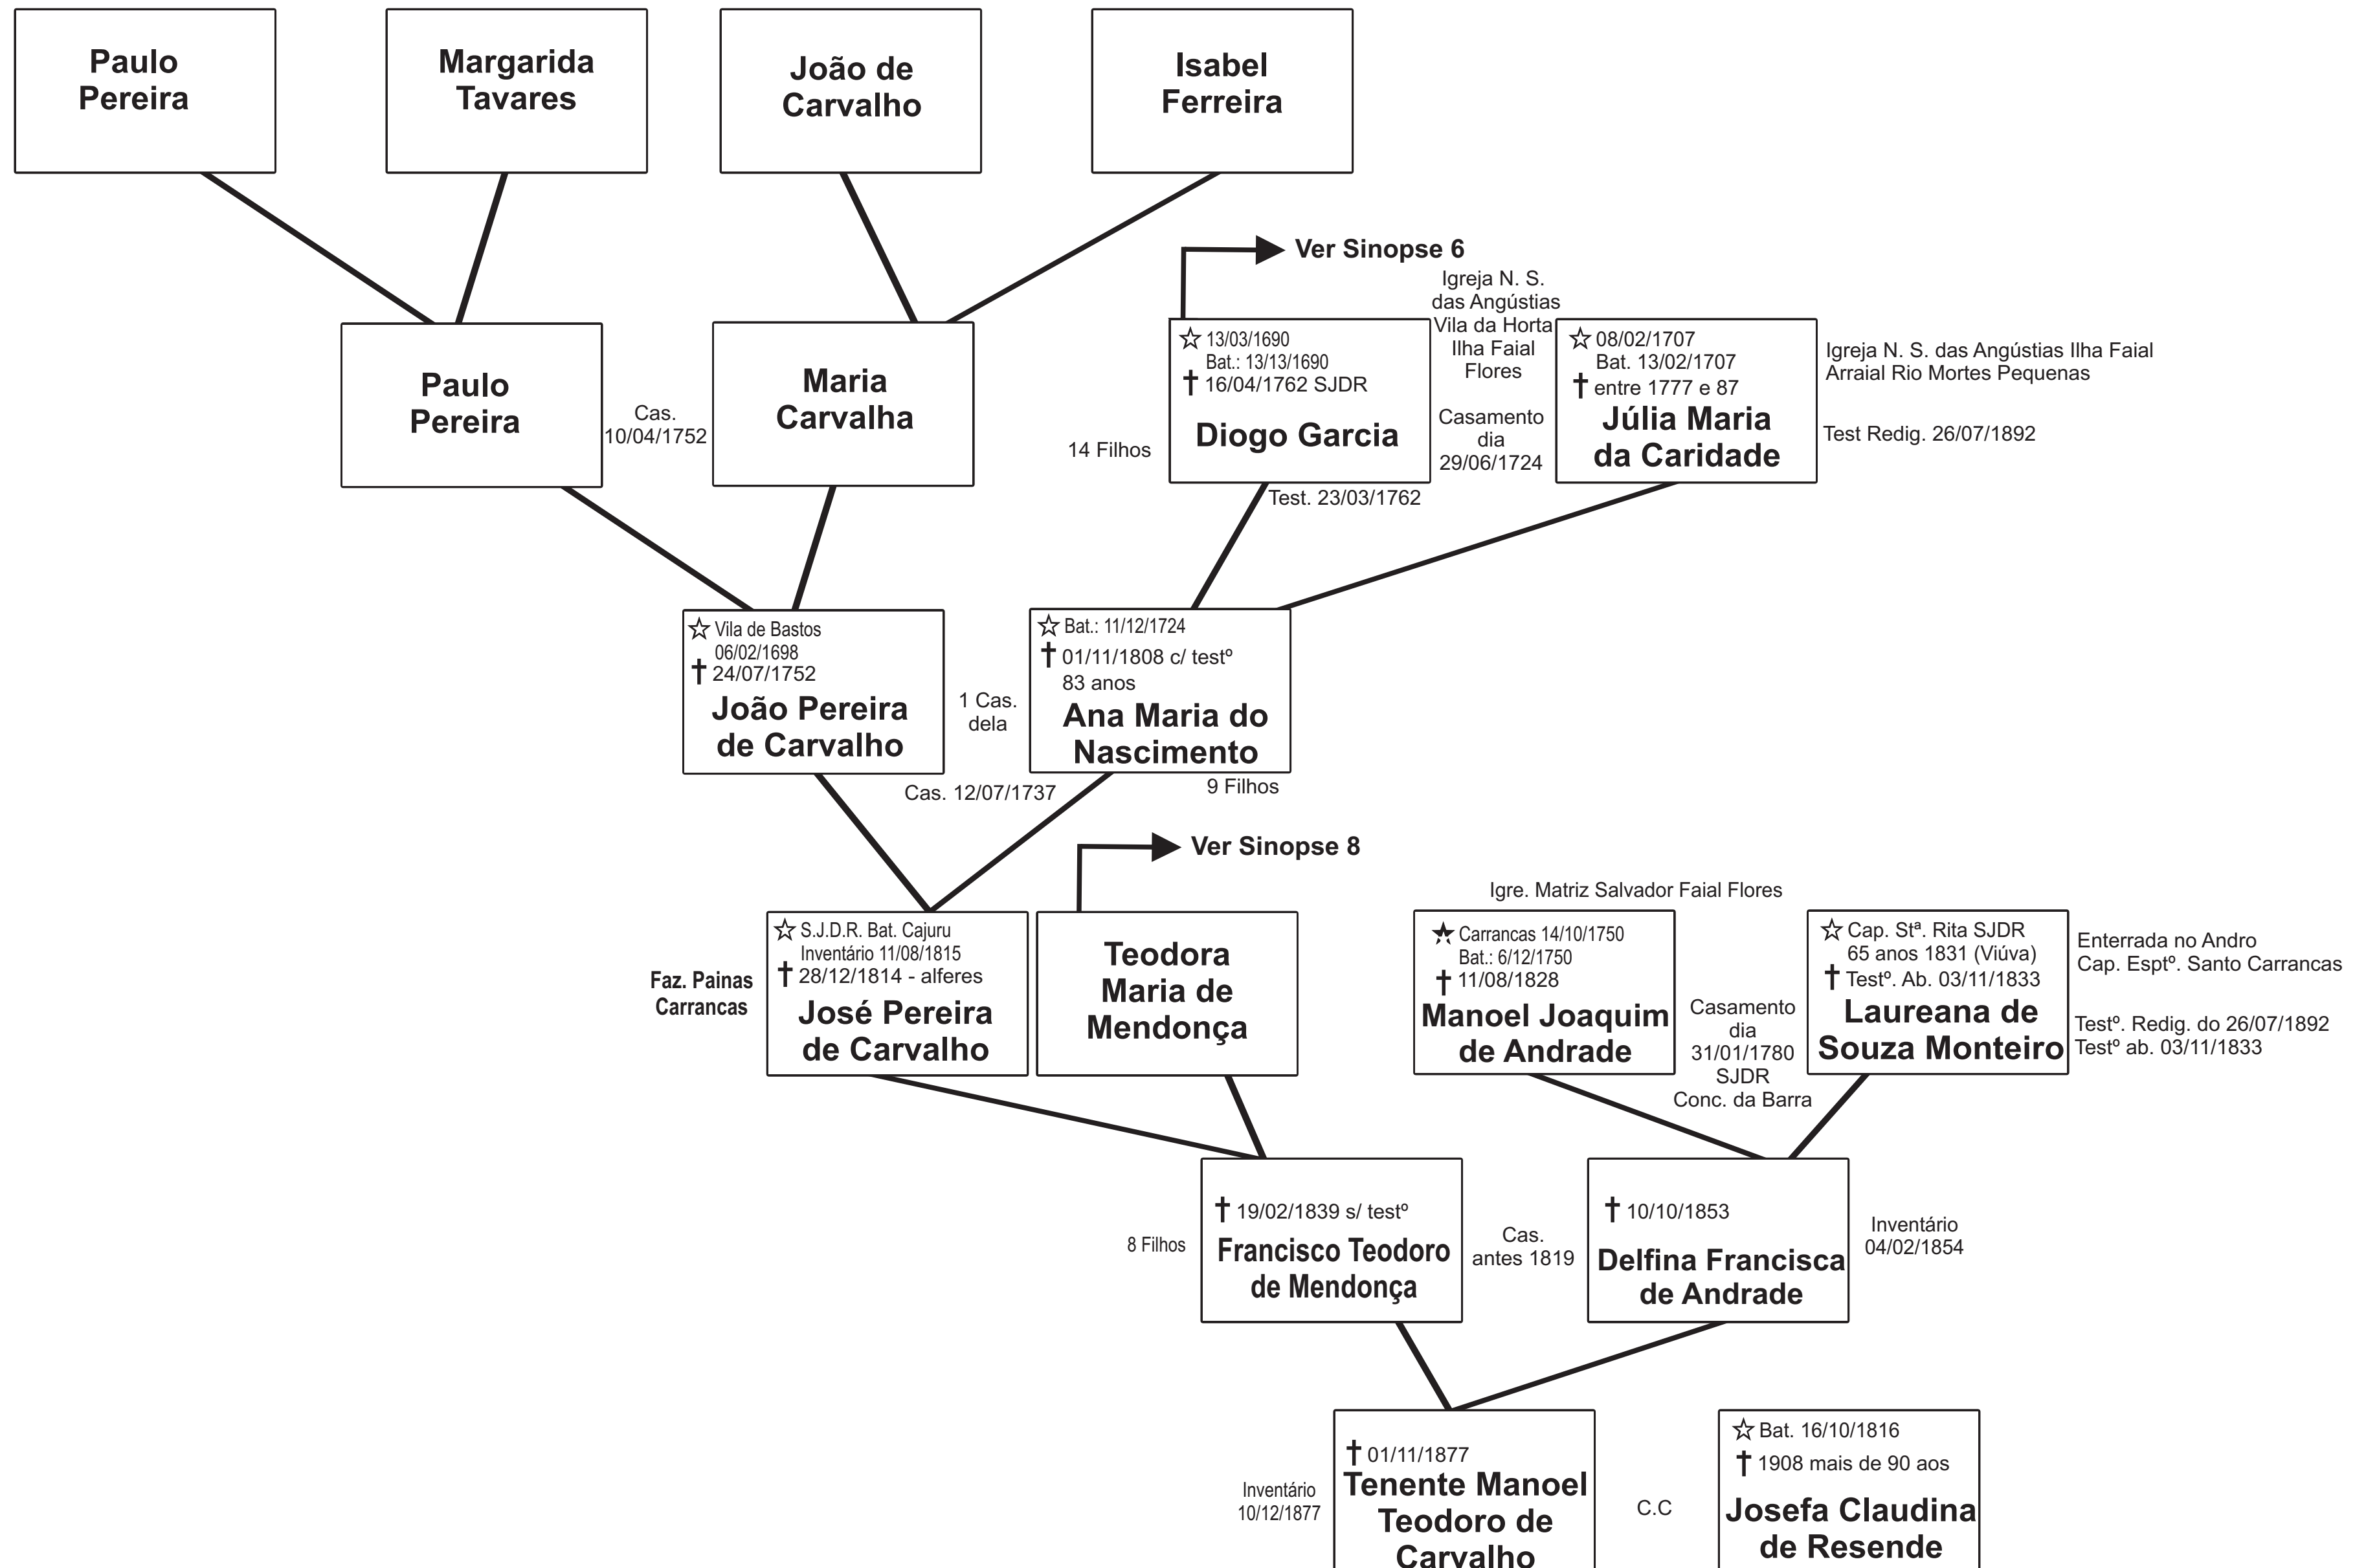 Paulo
Pereira
Margarida
Tavares
João de
Carvalho
Isabel
Ferreira
Ver Sinopse 6
Igreja N. S.
das Angústias
Vila da Horta
Ilha Faial
Flores
Paulo
Pereira
Cas.
10/04/1752
Maria
Carvalha
14 Filhos
13/03/1690
Bat.: 13/13/1690
16/04/1762 SJDR
Diogo Garcia
Casamento
dia
29/06/1724
Test. 23/03/1762
08/02/1707
Bat. 13/02/1707
entre 1777 e 87
Júlia Maria
da Caridade
Igreja N. S. das Angústias Ilha Faial
Arraial Rio Mortes Pequenas
Test Redig. 26/07/1892
Vila de Bastos
06/02/1698
24/07/1752
João Pereira
de Carvalho
1 Cas.
dela
Bat.: 11/12/1724
01/11/1808 c/ testº
83 anos
Ana Maria do
Nascimento
Cas. 12/07/1737
9 Filhos
Ver Sinopse 8
Faz. Painas
Carrancas
S.J.D.R. Bat. Cajuru
Inventário 11/08/1815
28/12/1814 - alferes
José Pereira
de Carvalho
Teodora
Maria de
Mendonça
Igre. Matriz Salvador Faial Flores
Carrancas 14/10/1750
Bat.: 6/12/1750
11/08/1828
Manoel Joaquim
de Andrade
Casamento
dia
31/01/1780
SJDR
Conc. da Barra
Cap. Stª. Rita SJDR
65 anos 1831 (Viúva)
Testº. Ab. 03/11/1833
Laureana de
Souza Monteiro
Enterrada no Andro
Cap. Esptº. Santo Carrancas
Testº. Redig. do 26/07/1892
Testº ab. 03/11/1833
8 Filhos
19/02/1839 s/ testº
Francisco Teodoro
de Mendonça
Cas.
antes 1819
10/10/1853
Delfina Francisca
de Andrade
Inventário
04/02/1854
Inventário
10/12/1877
01/11/1877
Tenente Manoel
Teodoro de
Carvalho
C.C
Bat. 16/10/1816
1908 mais de 90 aos
Josefa Claudina
de Resende